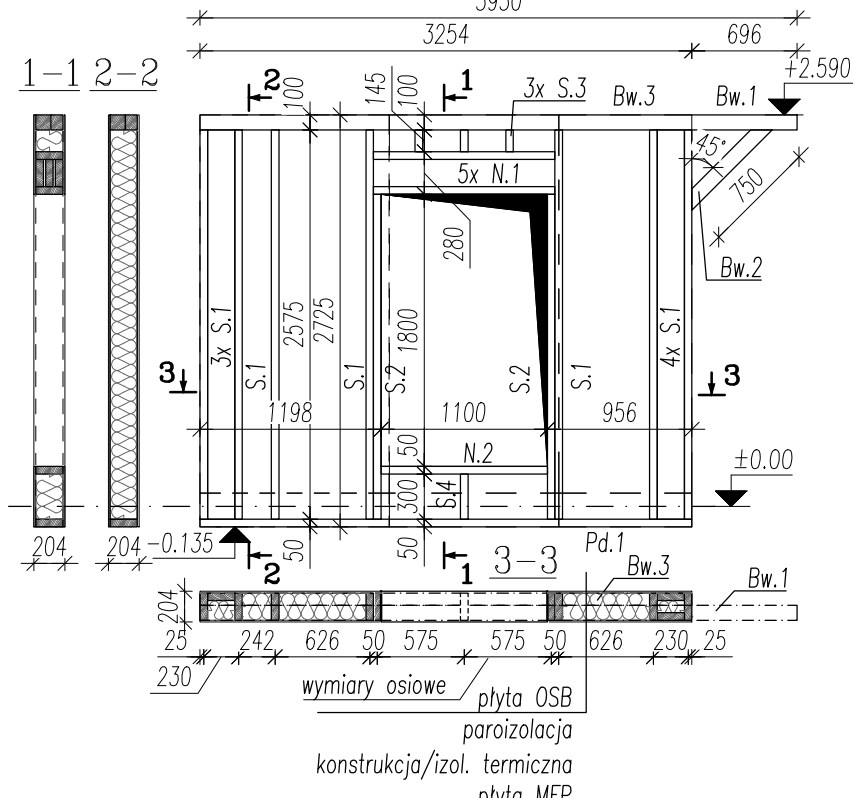 5950
3254 696
1-1 2-2
2 1
100 145 100
3x S.3 Bw.3 Bw.1 +2.590
5x N.1
45°
750
280
Bw.2
3x S.1 S.1 2575 2725 S.1 S.2 1800 S.2 S.1 4x S.1
3 3
1198 1100 956
50 N.2
±0.00
300 S.4
204 204 -0.135 50 50 Pd.1
2 1 3-3
Bw.3 Bw.1
204
25 242 626 50 575 575 50 626 230 25
230
wymiary osiowe
płyta OSB
paroizolacja
konstrukcja/izol. termiczna
płyta MFP